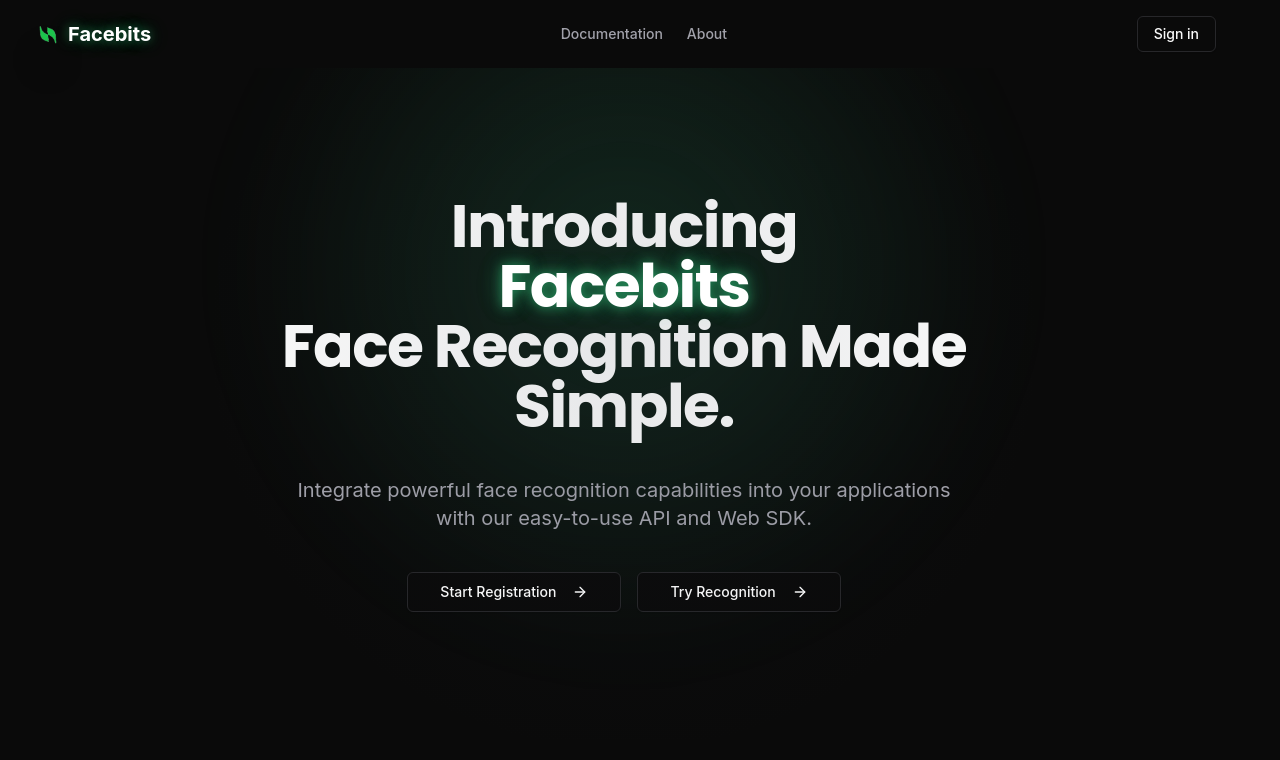 Facebits
Documentation
About
Sign in
Introducing
Facebits
Face Recognition Made
Simple.
Integrate powerful face recognition capabilities into your applications
with our easy-to-use API and Web SDK.
Start Registration
Try Recognition